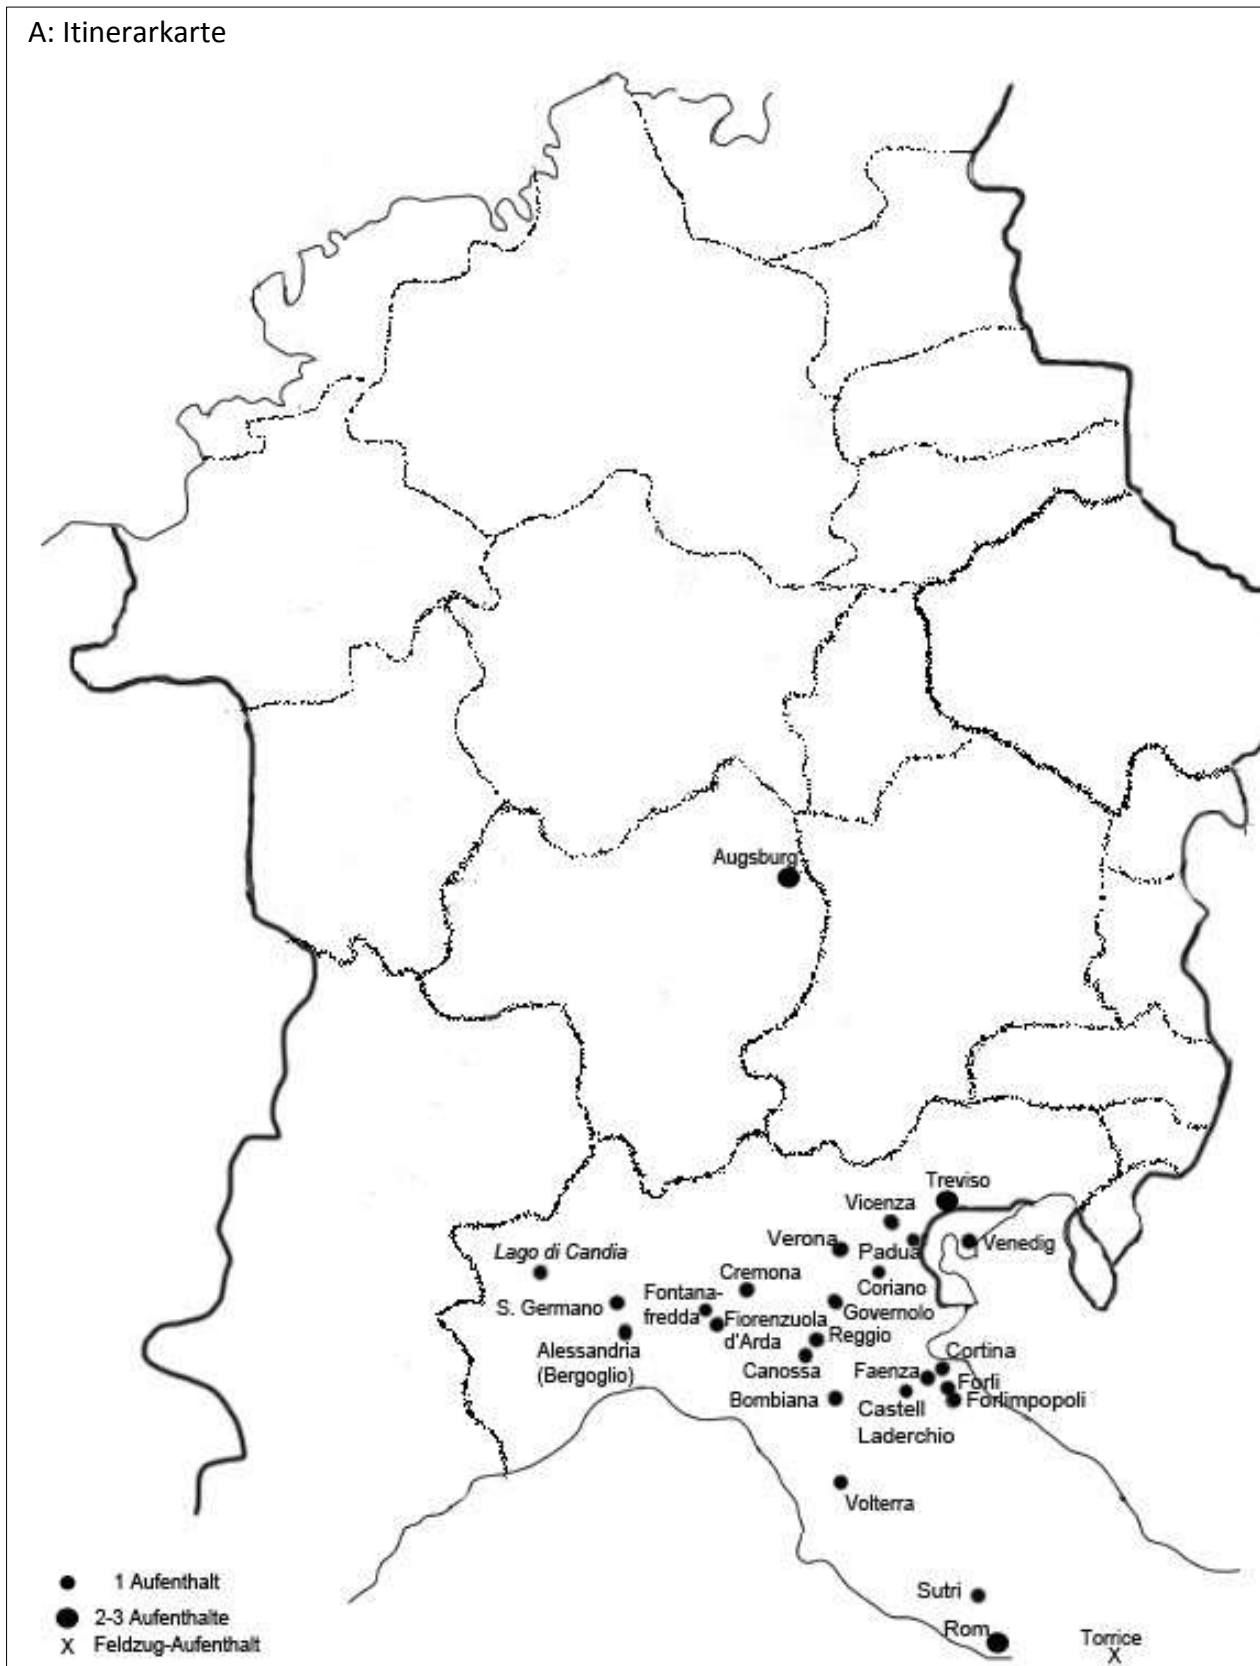 A: Itinerarkarte
Augsburg
Treviso
Vicenza
Verona
Padua
Venedig
Lago di Candia
Cremona
Coriano
Fontana-
fredda
S. Germano
Governolo
Fiorenzuola
d'Arda
Reggio
Alessandria
(Bergoglio)
Canossa
Cortina
Faenza
Forli
Bombiana
Forlimpopoli
Castell
Laderchio
Volterra
1 Aufenthalt
Sutri
2-3 Aufenthalte
Rom
X Feldzug-Aufenthalt
Torrice
X